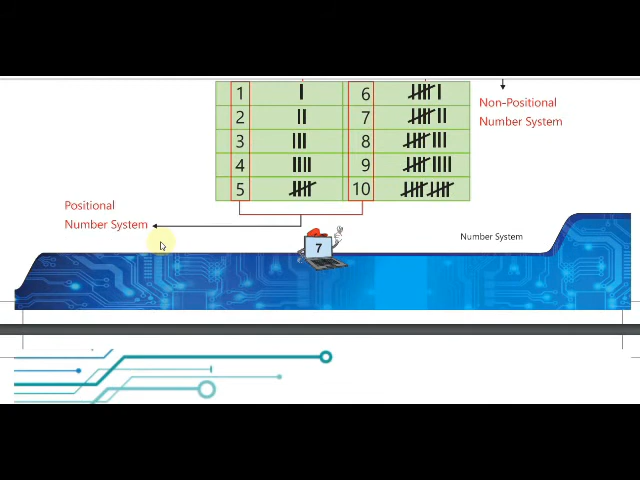 1 6
2 7
3 8
4 9
5 10
Non-Positional
Number System
Positional
Number System
7
Number System